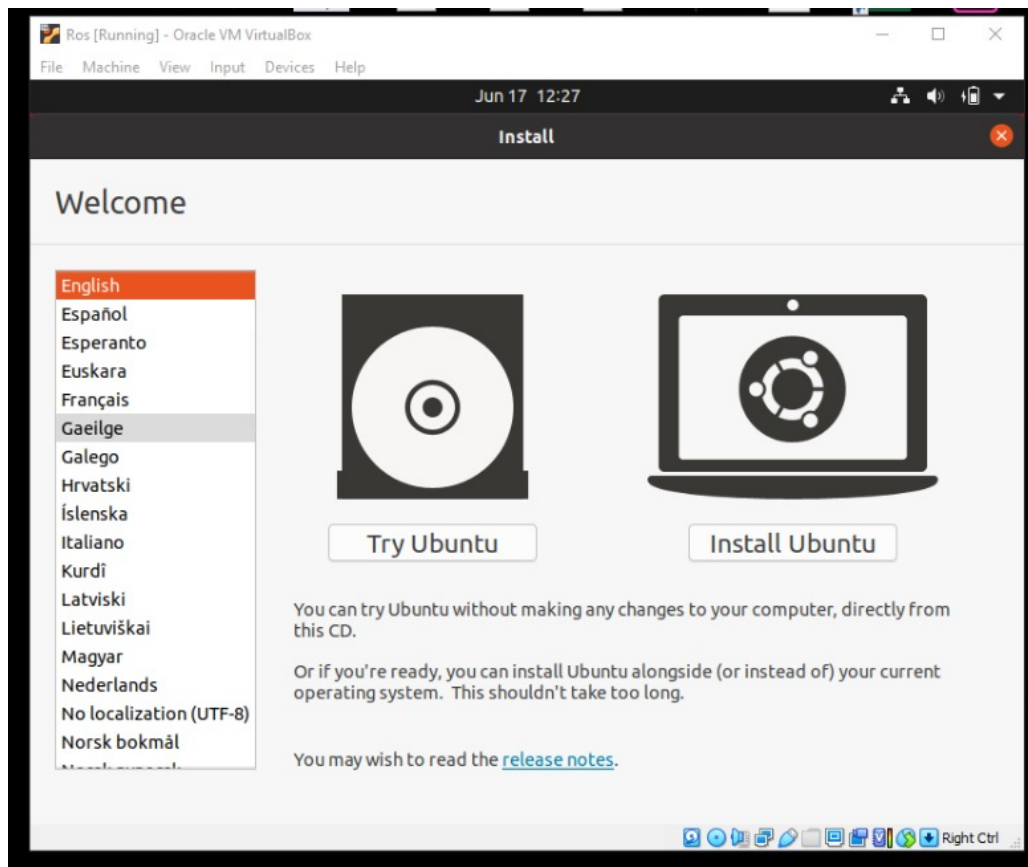 Ros [Running] - Oracle VM VirtualBox
File Machine View Input Devices Help
Jun 17 12:27
Install
Welcome
English
Español
Esperanto
Euskara
Français
Gaeilge
Galego
Hrvatski
Íslenska
Italiano
Kurdî
Latviski
Lietuviškai
Magyar
Nederlands
No localization (UTF-8)
Norsk bokmål
Try Ubuntu
Install Ubuntu
You can try Ubuntu without making any changes to your computer, directly from
this CD.
Or if you're ready, you can install Ubuntu alongside (or instead of) your current
operating system. This shouldn't take too long.
You may wish to read the release notes.
Right Ctrl